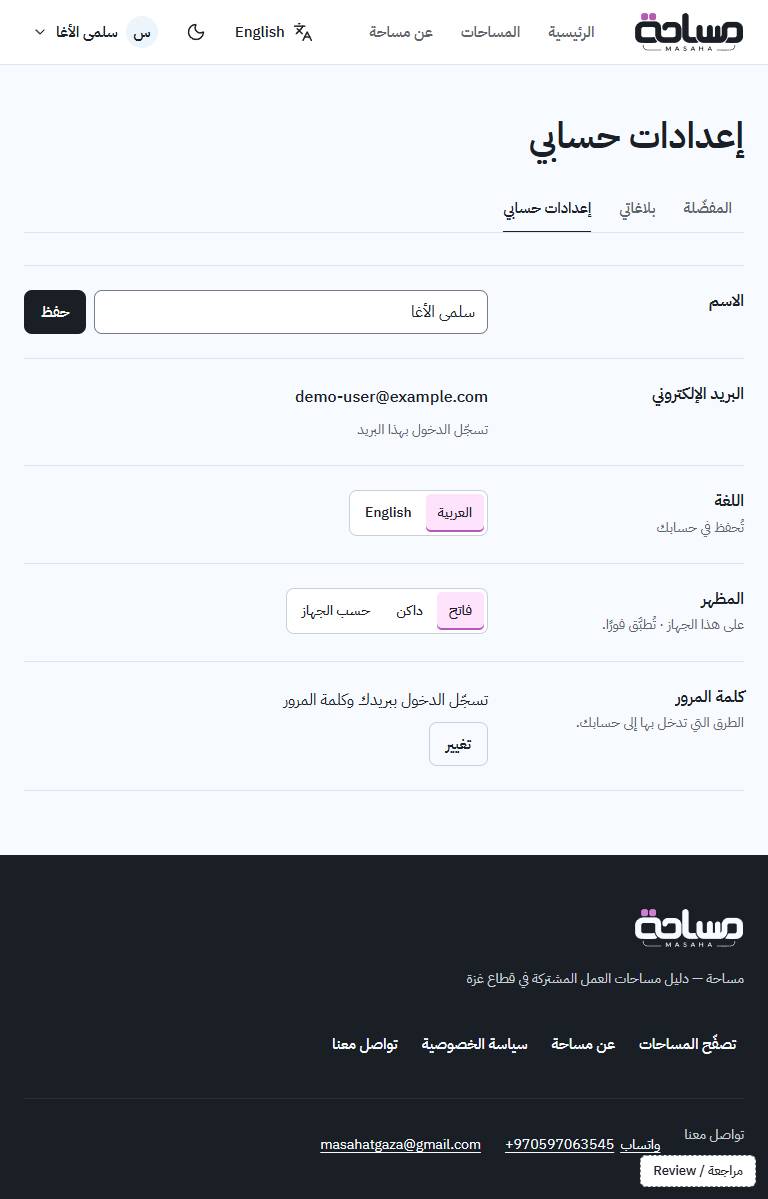 مساحة
MASAHA
الرئيسية
المساحات
عن مساحة
English
س
سلمى الأغا
إعدادات حسابي
المفضّلة
بلاغاتي
إعدادات حسابي
الاسم
سلمى الأغا
حفظ
البريد الإلكتروني
demo-user@example.com
تسجّل الدخول بهذا البريد
اللغة
تُحفظ في حسابك
العربية
English
المظهر
على هذا الجهاز · تُطبَّق فورًا.
فاتح
داكن
حسب الجهاز
كلمة المرور
الطرق التي تدخل بها إلى حسابك.
تسجّل الدخول ببريدك وكلمة المرور
تغيير
مساحة
MASAHA
مساحة — دليل مساحات العمل المشتركة في قطاع غزة
تصفّح المساحات
عن مساحة
سياسة الخصوصية
تواصل معنا
تواصل معنا
واتساب +970597063545
masahatgaza@gmail.com
مراجعة / Review